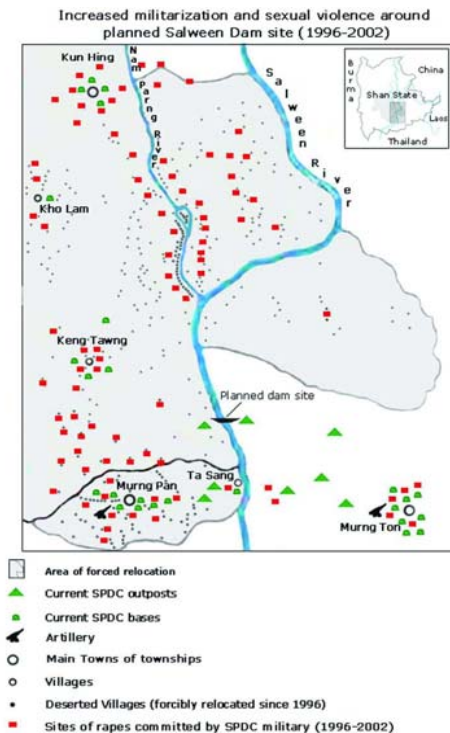 Increased militarization and sexual violence around
planned Salween Dam site (1996-2002)
Kun Hing
Nam Parng River
Salween River
Burma
China
Shan State
Laos
Thailand
Kho Lam
Keng Tawng
Planned dam site
Ta Sang
Murng Pan
Murng Ton
Area of forced relocation
Current SPDC outposts
Current SPDC bases
Artillery
Main Towns of townships
Villages
Deserted Villages (forcibly relocated since 1996)
Sites of rapes committed by SPDC military (1996-2002)